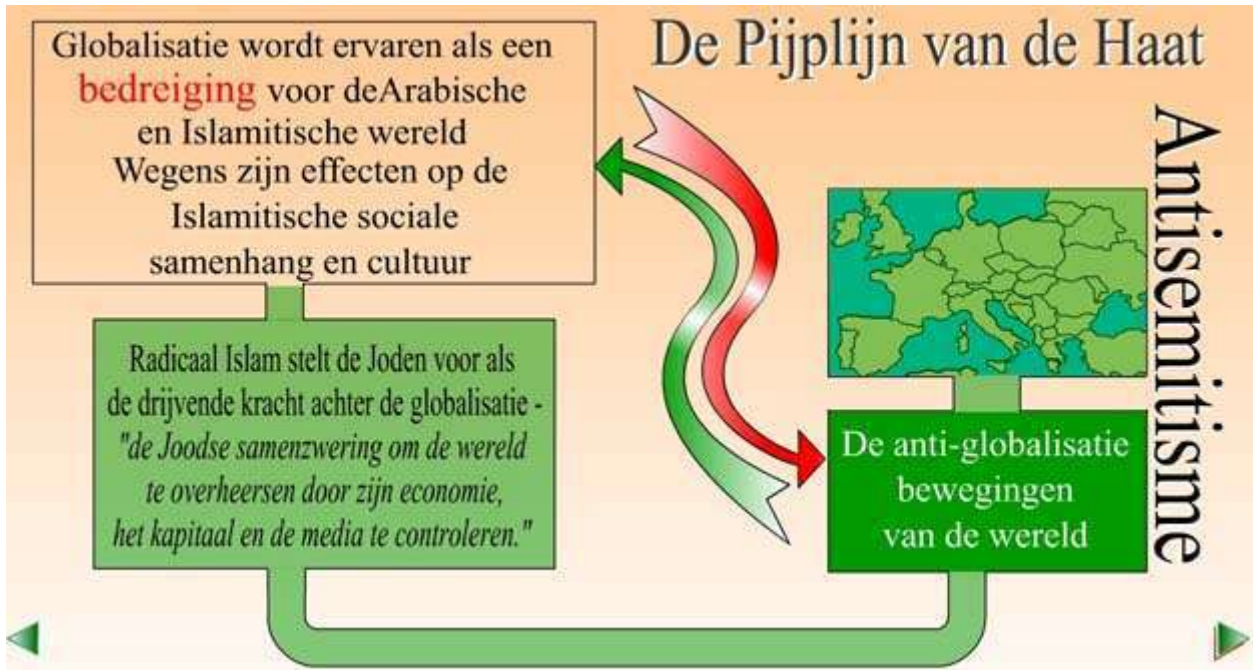 De Pijplijn van de Haat
Globalisatie wordt ervaren als een
bedreiging voor deArabische
en Islamitische wereld
Wegens zijn effecten op de
Islamitische sociale
samenhang en cultuur
Radicaal Islam stelt de Joden voor als
de drijvende kracht achter de globalisatie -
"de Joodse samenzwering om de wereld
te overheersen door zijn economie,
het kapitaal en de media te controleren."
De anti-globalisatie
bewegingen
van de wereld
Antisemitisme